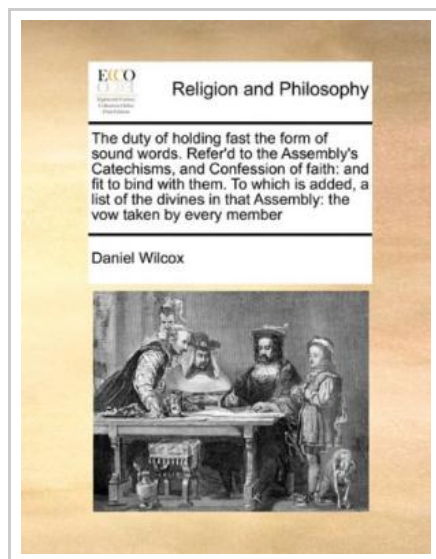 ECCO
Religion and Philosophy
The duty of holding fast the form of
sound words. Refer'd to the Assembly's
Catechisms, and Confession of faith: and
fit to bind with them. To which is added, a
list of the divines in that Assembly: the
vow taken by every member
Daniel Wilcox